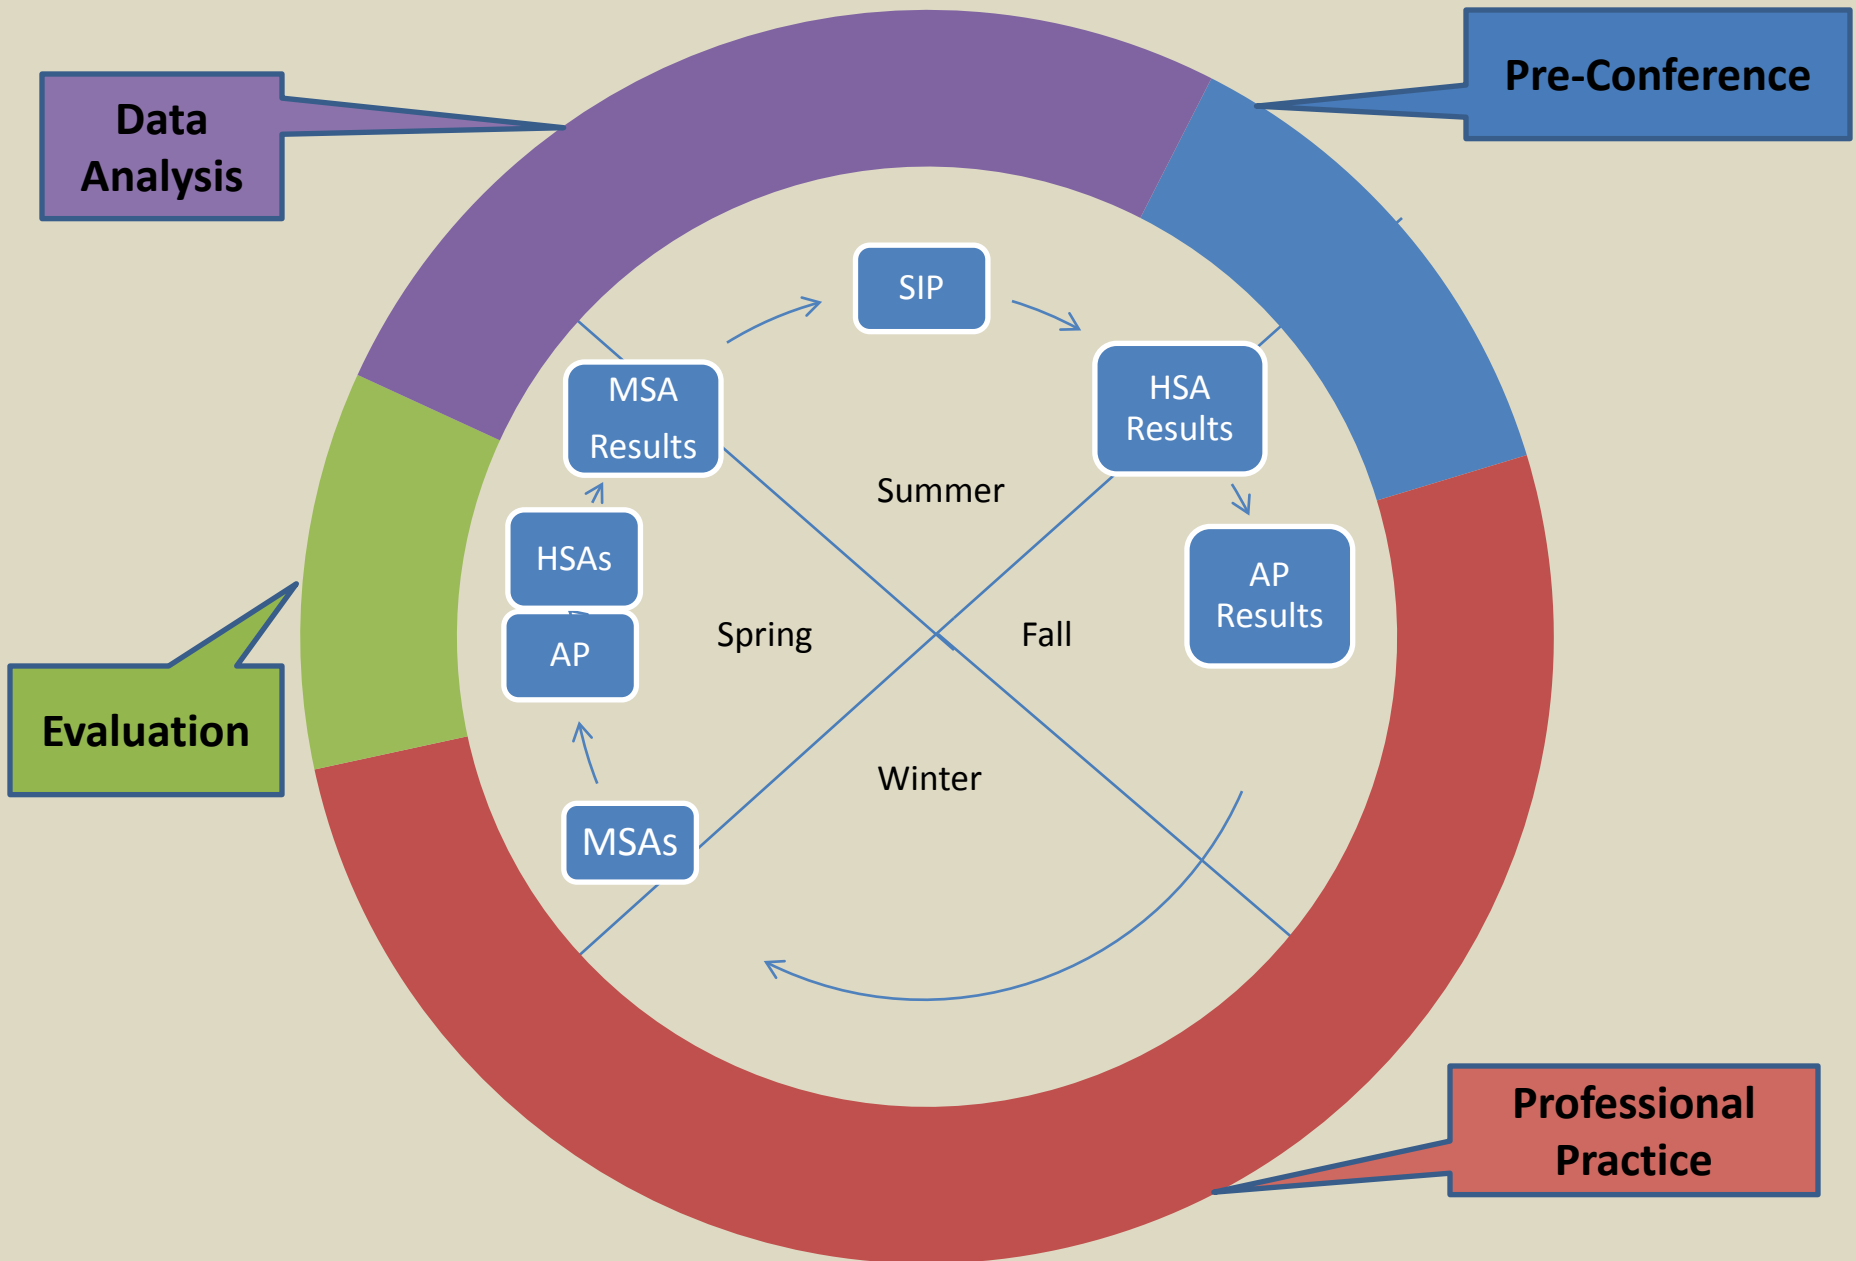 Pre-Conference
Data
Analysis
SIP
MSA
Results
HSA
Results
Summer
HSAs
AP
Results
Spring
Fall
AP
Evaluation
Winter
MSAs
Professional
Practice